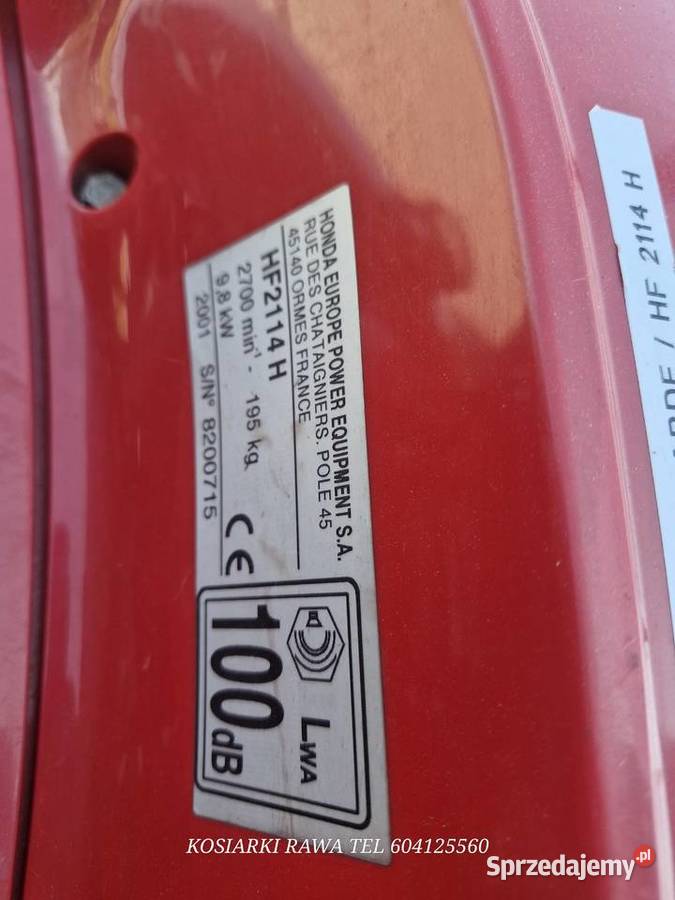 HONDA EUROPE POWER EQUIPMENT S.A.
RUE DES CHATAIGNIERS. POLE 45
45140 ORMES FRANCE
HF2114 H
2700 min⁻¹ - 195 kg
9,8 kW
2001 S/N° 8200715
CE
LWA
100dB
/ HF 2114 H
KOSIARKI RAWA TEL 604125560
Sprzedajemy.pl